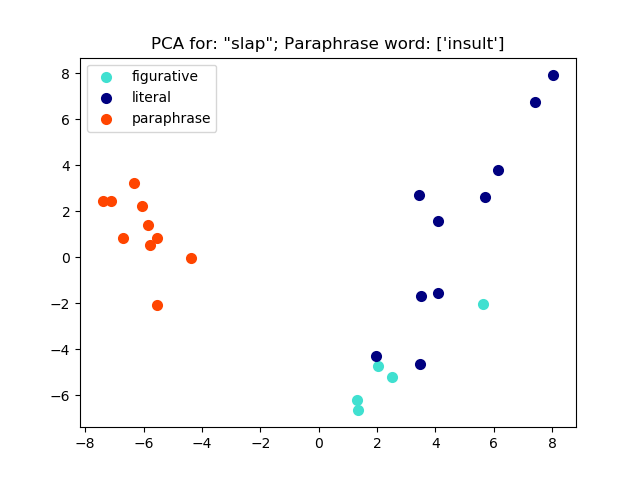 PCA for: "slap"; Paraphrase word: ['insult']
figurative
literal
paraphrase
8
6
4
2
0
−2
−4
−6
−8 −6 −4 −2 0 2 4 6 8